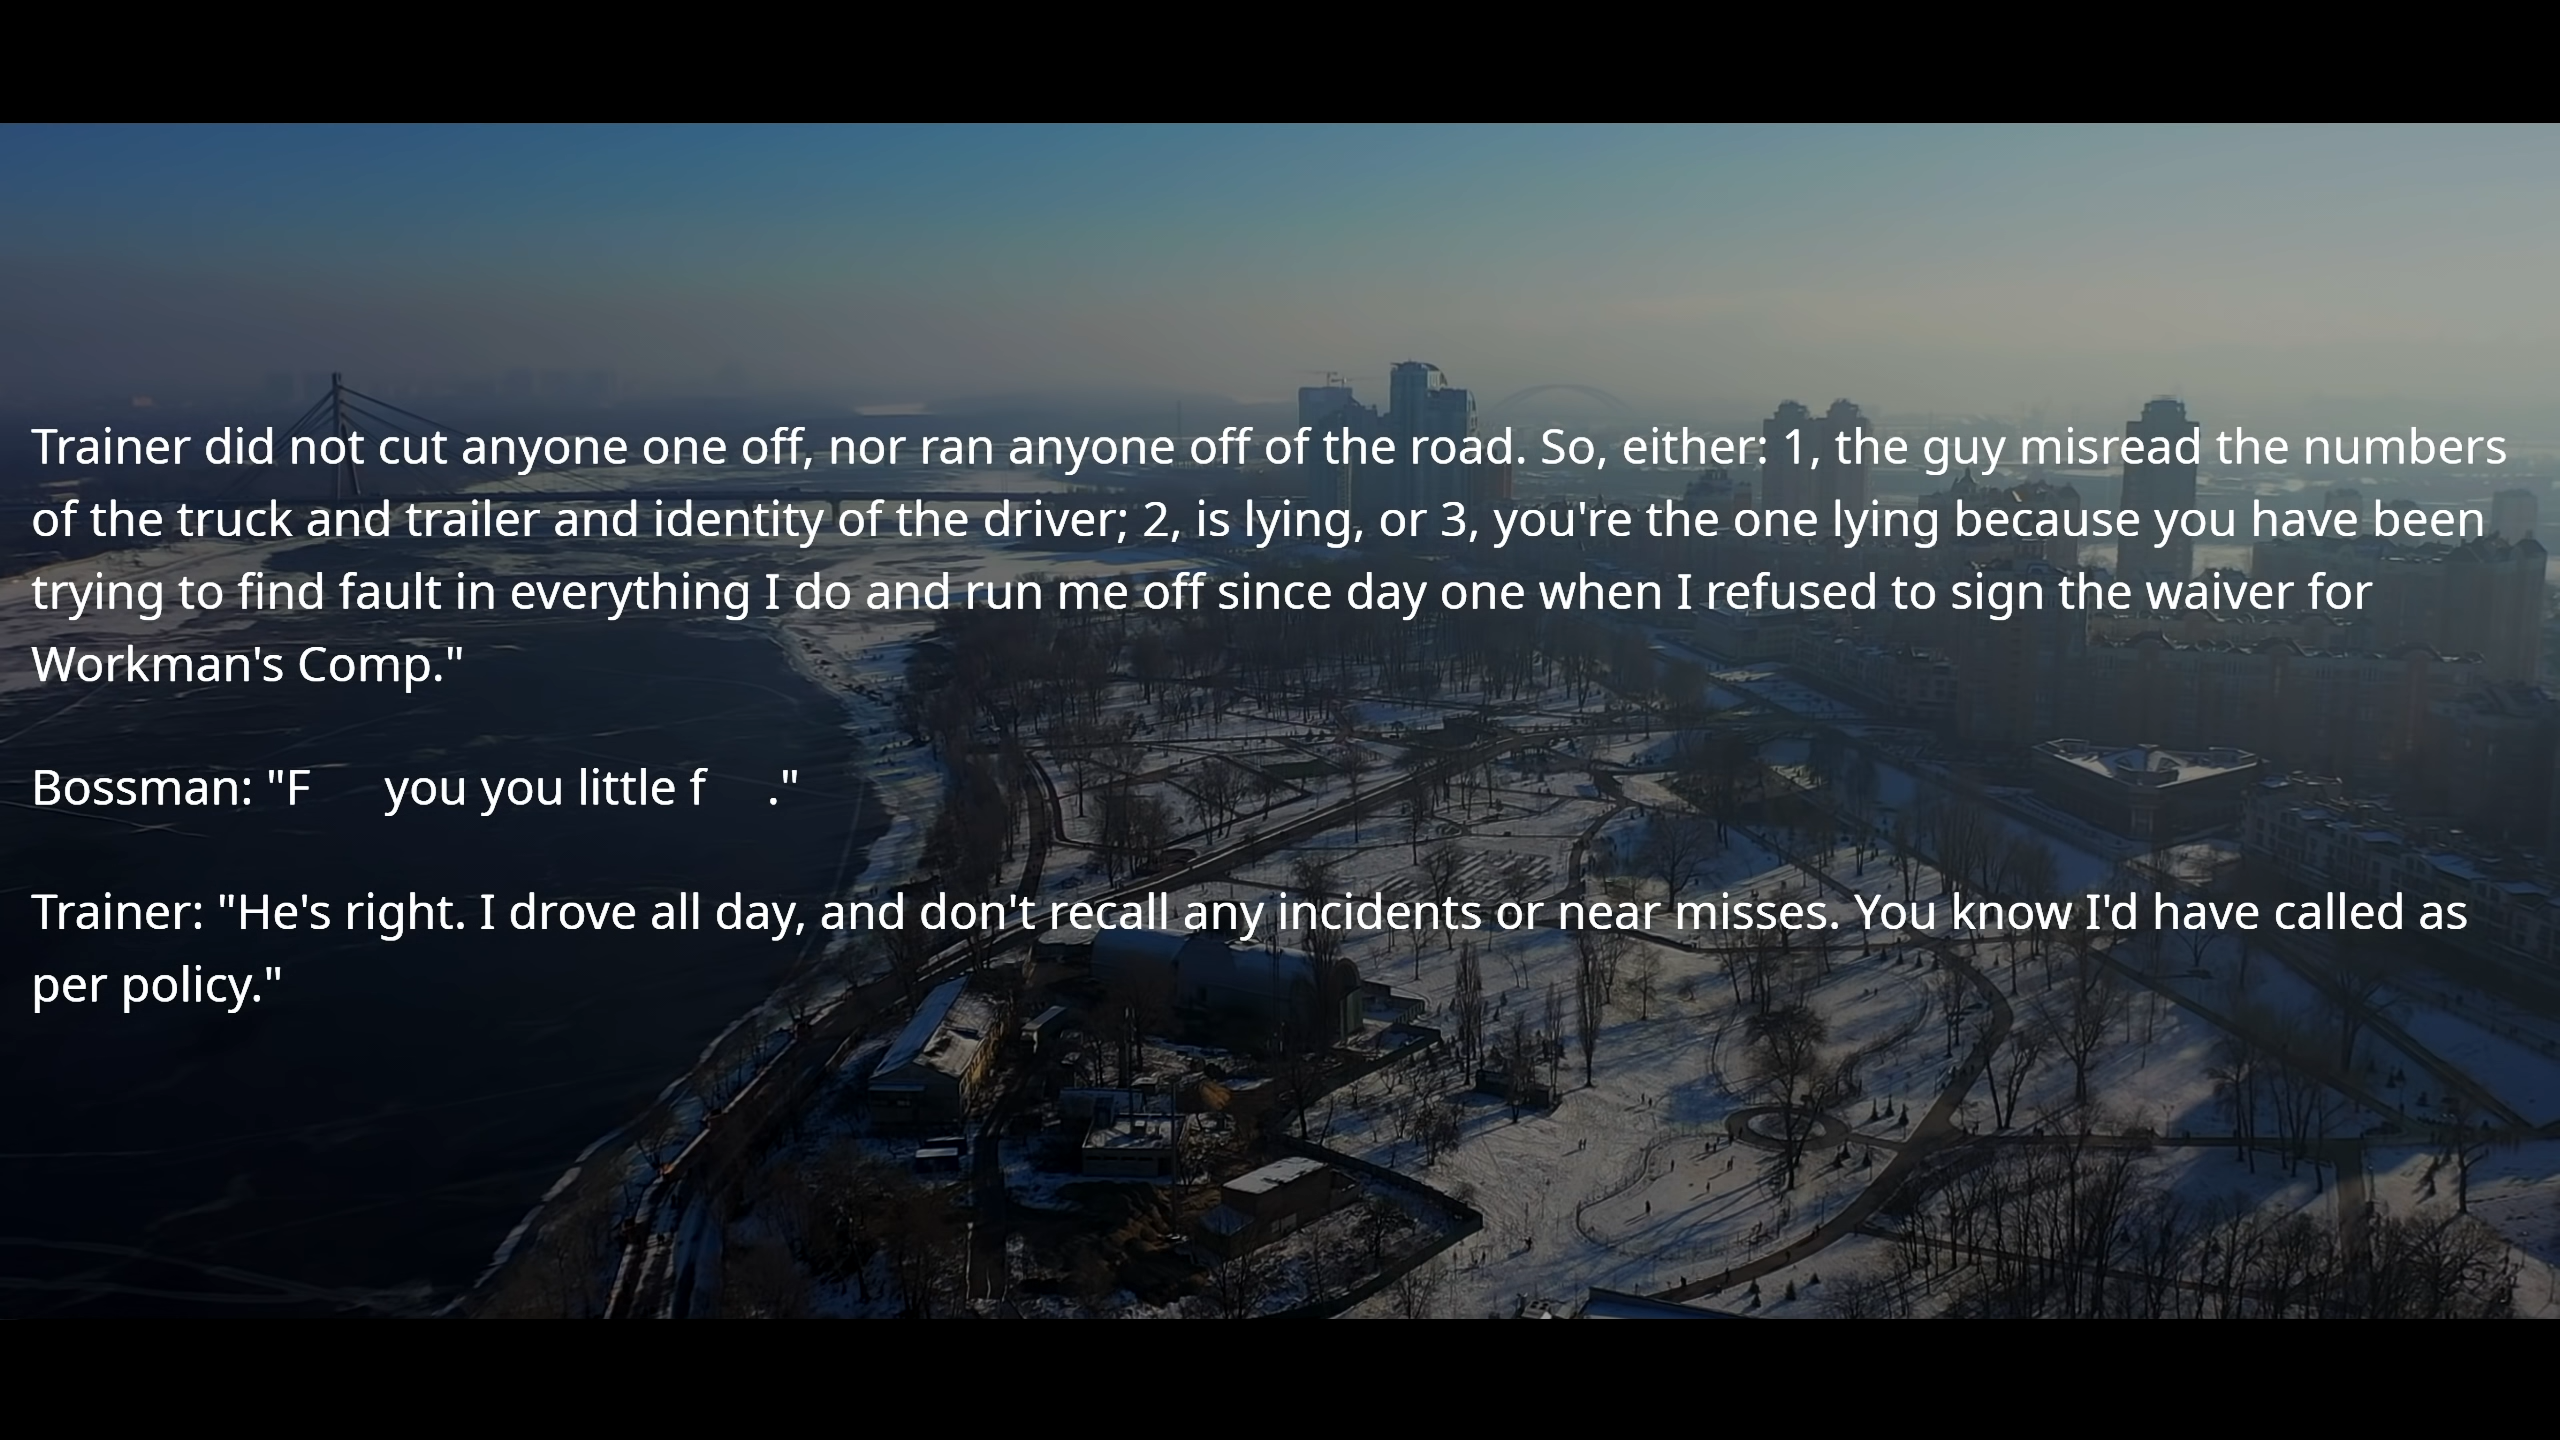 Trainer did not cut anyone one off, nor ran anyone off of the road. So, either: 1, the guy misread the numbers
of the truck and trailer and identity of the driver; 2, is lying, or 3, you're the one lying because you have been
trying to find fault in everything I do and run me off since day one when I refused to sign the waiver for
Workman's Comp."
Bossman: "F you you little f ."
Trainer: "He's right. I drove all day, and don't recall any incidents or near misses. You know I'd have called as
per policy."